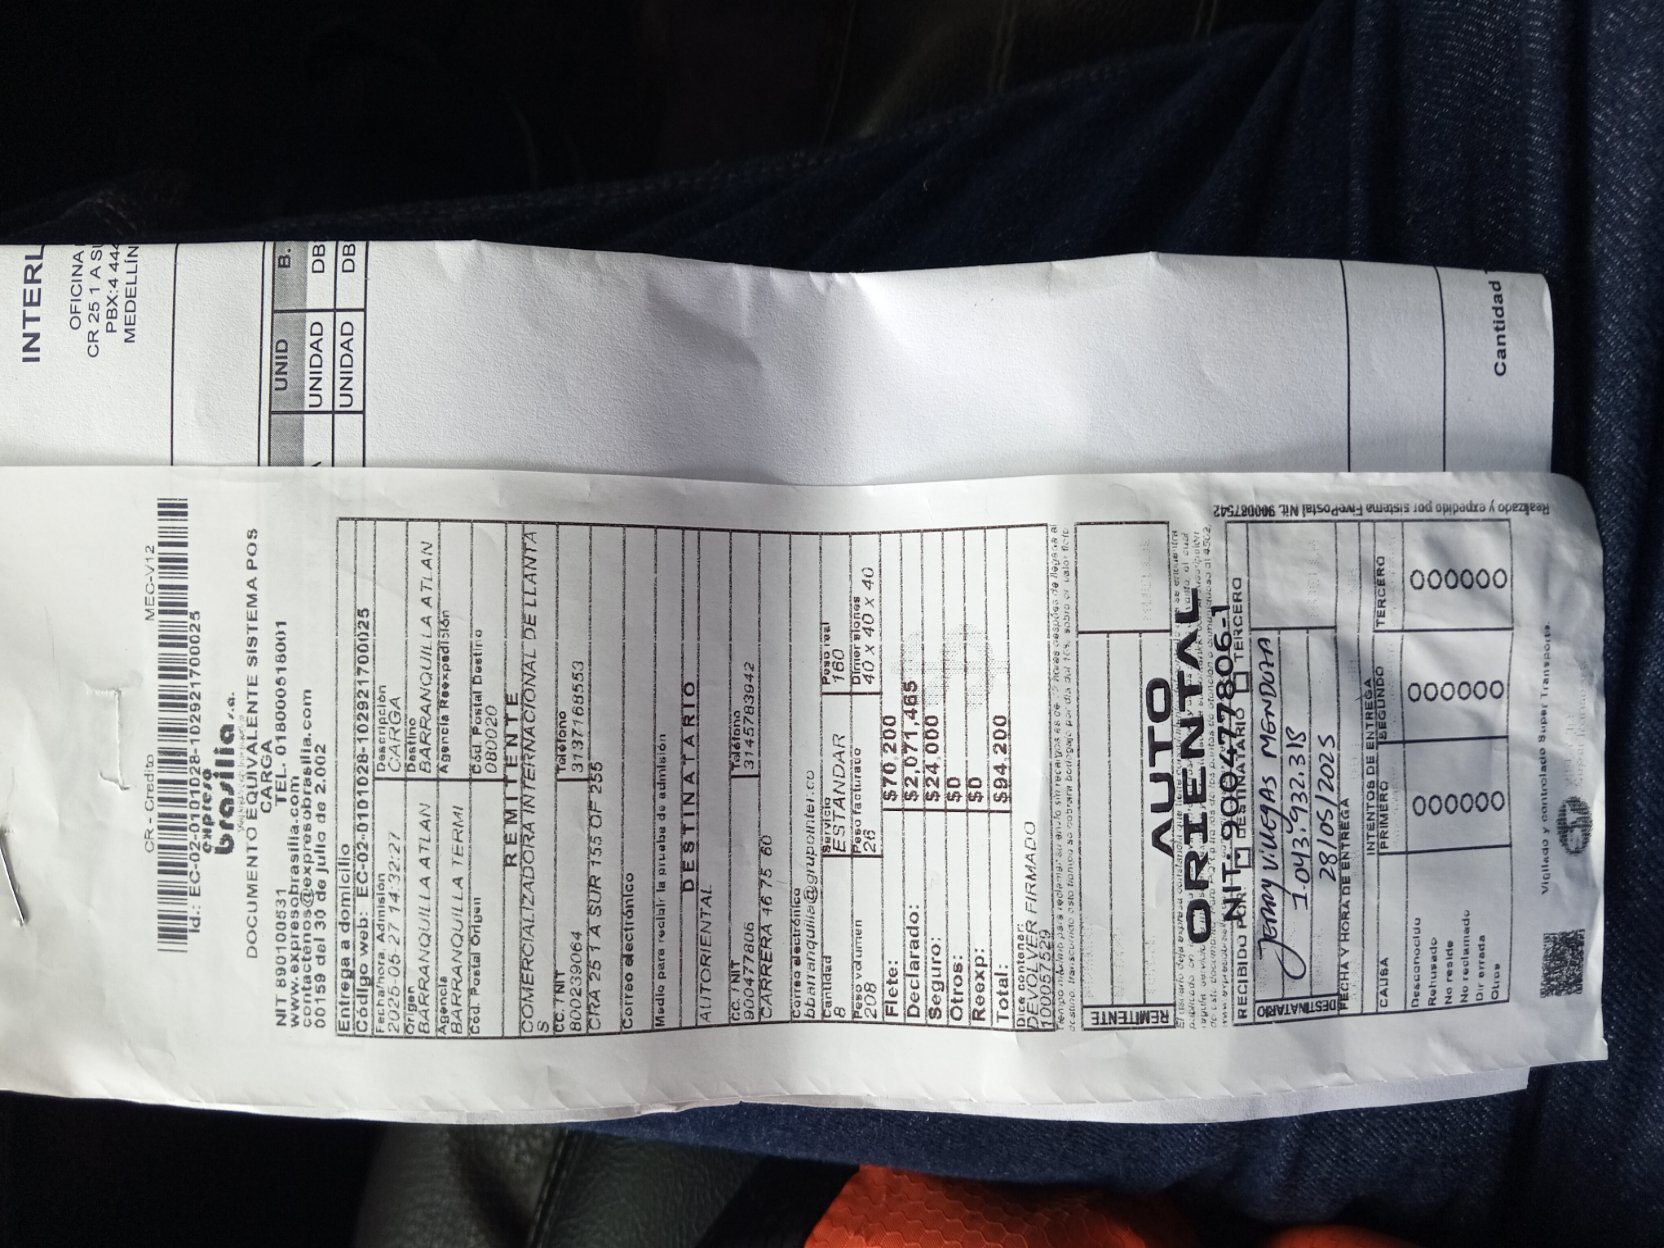 INTERL
OFICINA
CR 25 1 A SU
PBX:4 44
MEDELLÍN
UNID B.
UNIDAD DB
UNIDAD DB
Cantidad
CR - Credito MEC-V12
Id.: EC-02-0101028-1029217000025
expreso
brasilia s.a.
DOCUMENTO EQUIVALENTE SISTEMA POS
CARGA
NIT 8901100531 TEL. 018000518001
www.expresobrasilia.com
contactenos@expresobrasilia.com
00159 del 30 de julio de 2.002
Entrega a domicilio
Código web: EC-02-0101028-1029217000025
Fecha/hora Admisión Descripción
2025-05-27 14:32:27 CARGA
Origen Destino
BARRANQUILLA ATLAN BARRANQUILLA ATLAN
Agencia Agencia Reexpedición
BARRANQUILLA TERMI
Cód. Postal Origen Cód. Postal Destino
080020
REMITENTE
COMERCIALIZADORA INTERNACIONAL DE LLANTA
S
CC. / NIT Teléfono
800239064 3137168553
CRA 25 1 A SUR 155 OF 255
Correo electrónico
Medio para recibir la prueba de admisión
DESTINATARIO
AUTORIENTAL
CC. / NIT Teléfono
900477806 3145783942
CARRERA 46 75 60
Correo electrónico
bbarranquilla@grupointer.co
Cantidad Servicio Peso real
8 ESTANDAR 160
Peso volumen Peso facturado Dimensiones
208 26 40 X 40 X 40
Flete: $70,200
Declarado: $2,071,465
Seguro: $24,000
Otros: $0
Reexp: $0
Total: $94,200
Dice contener:
DEVOLVER FIRMADO
100057529
REMITENTE
AUTO
ORIENTAL
NIT: 900477806-1
RECIBIDO POR: DESTINATARIO TERCERO
DESTINATARIO
Jerry Villegas Mendoza
1.043.932.318
28/05/2025
FECHA Y HORA DE ENTREGA
INTENTOS DE ENTREGA
CAUSA PRIMERO SEGUNDO TERCERO
Desconocido
Rehusado
No reside
No reclamado
Dir errada
Otros
Vigilado y controlado Super Transporte.
Realizado y expedido por sistema FivePostal Nit. 900087542